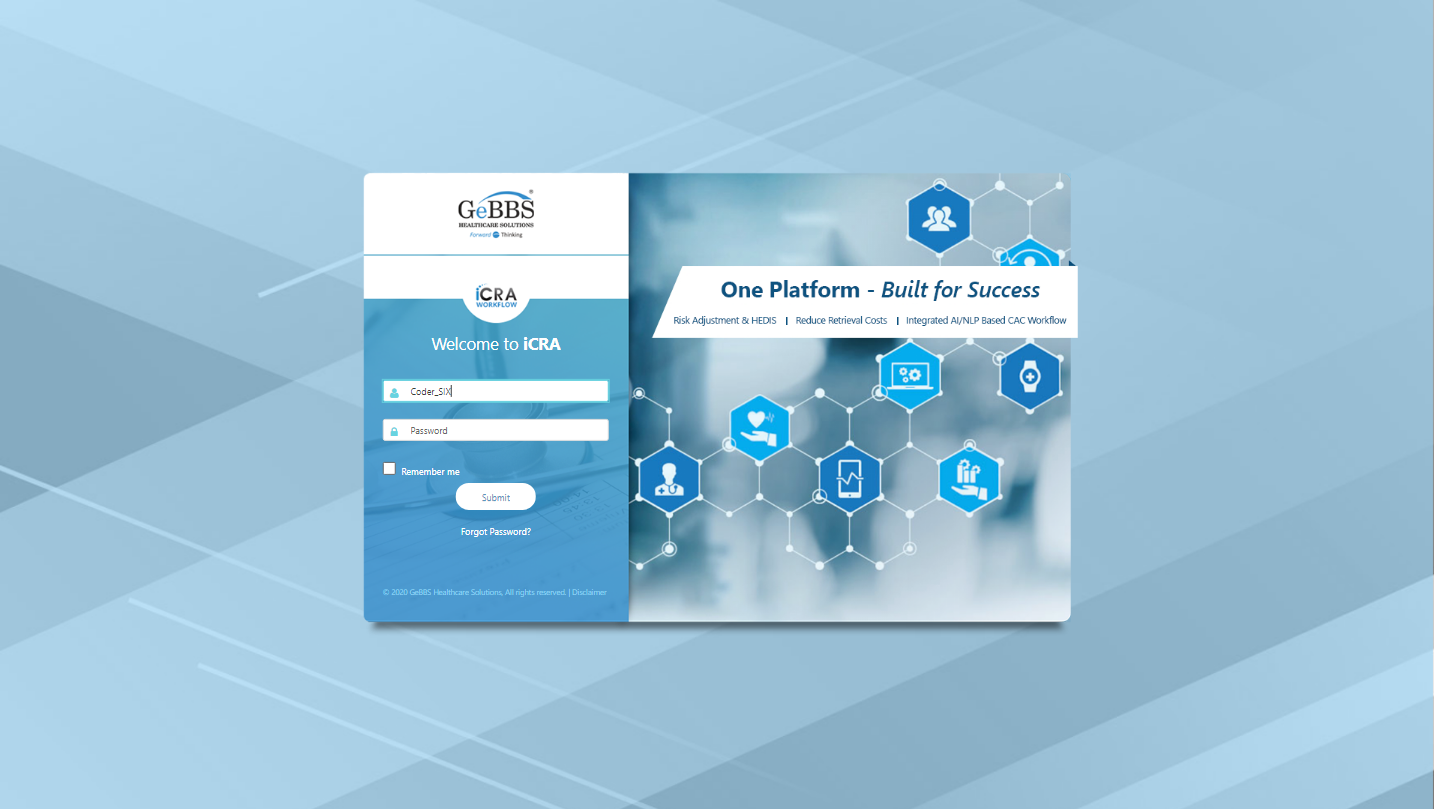 GeBBS®
HEALTHCARE SOLUTIONS
Forward Thinking
iCRA
WORKFLOW
Welcome to iCRA
Coder_SIX
Password
Remember me
Submit
Forgot Password?
© 2020 GeBBS Healthcare Solutions, All rights reserved. | Disclaimer
One Platform - Built for Success
Risk Adjustment & HEDIS | Reduce Retrieval Costs | Integrated AI/NLP Based CAC Workflow